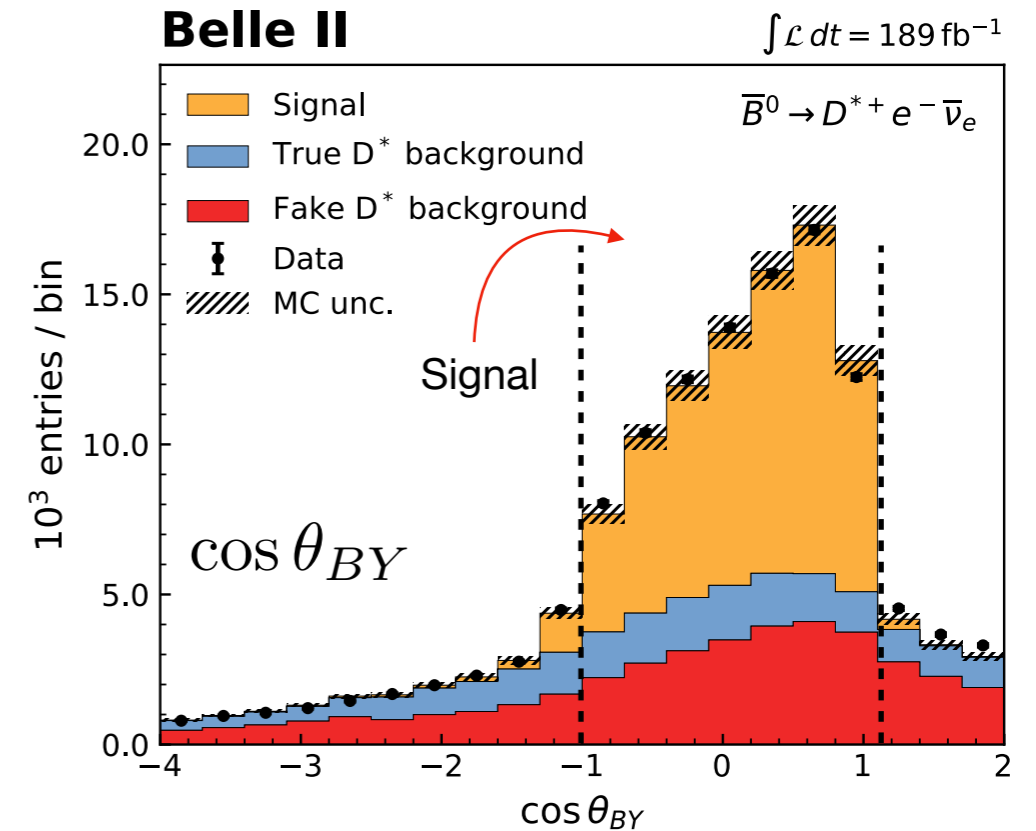 Belle II
∫ℒ dt = 189 fb⁻¹
B̅⁰ → D*⁺ e⁻ ν̅ₑ
Signal
True D* background
Fake D* background
Data
MC unc.
Signal
cos θ_BY
10³ entries / bin
20.0
15.0
10.0
5.0
0.0
−4 −3 −2 −1 0 1 2
cos θ_BY